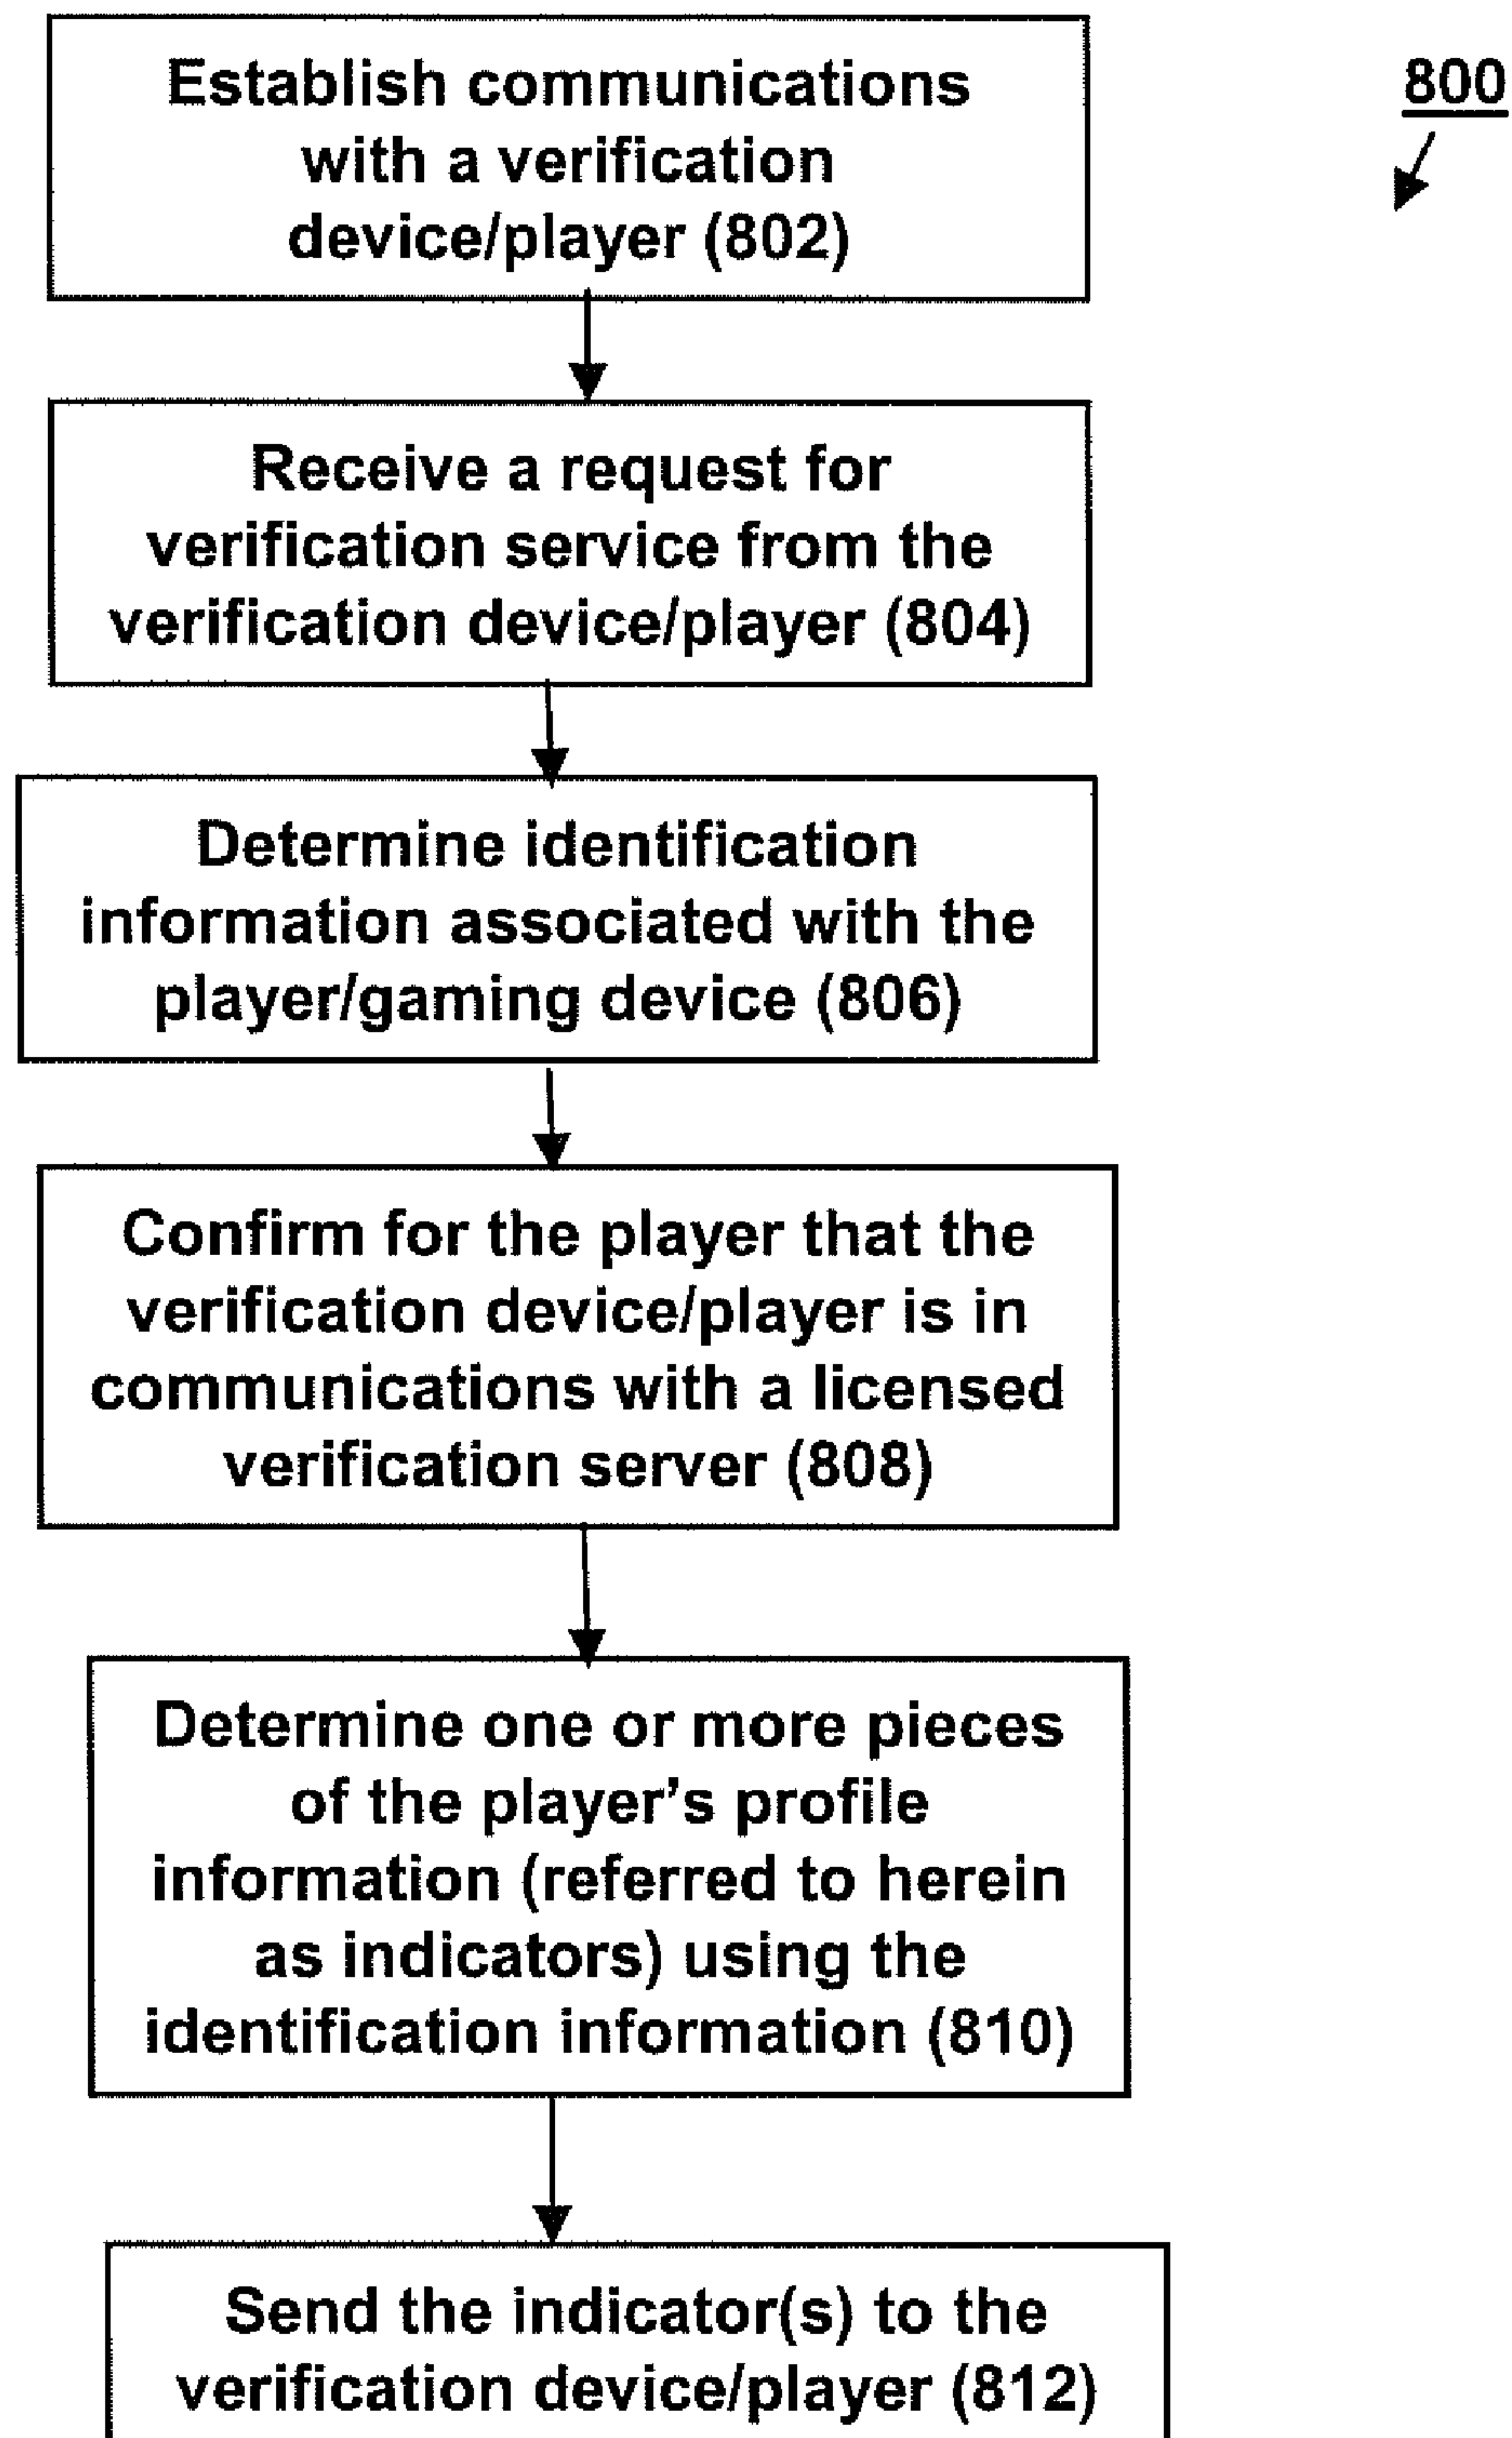 Establish communications
with a verification
device/player (802)
800
Receive a request for
verification service from the
verification device/player (804)
Determine identification
information associated with the
player/gaming device (806)
Confirm for the player that the
verification device/player is in
communications with a licensed
verification server (808)
Determine one or more pieces
of the player's profile
information (referred to herein
as indicators) using the
identification information (810)
Send the indicator(s) to the
verification device/player (812)